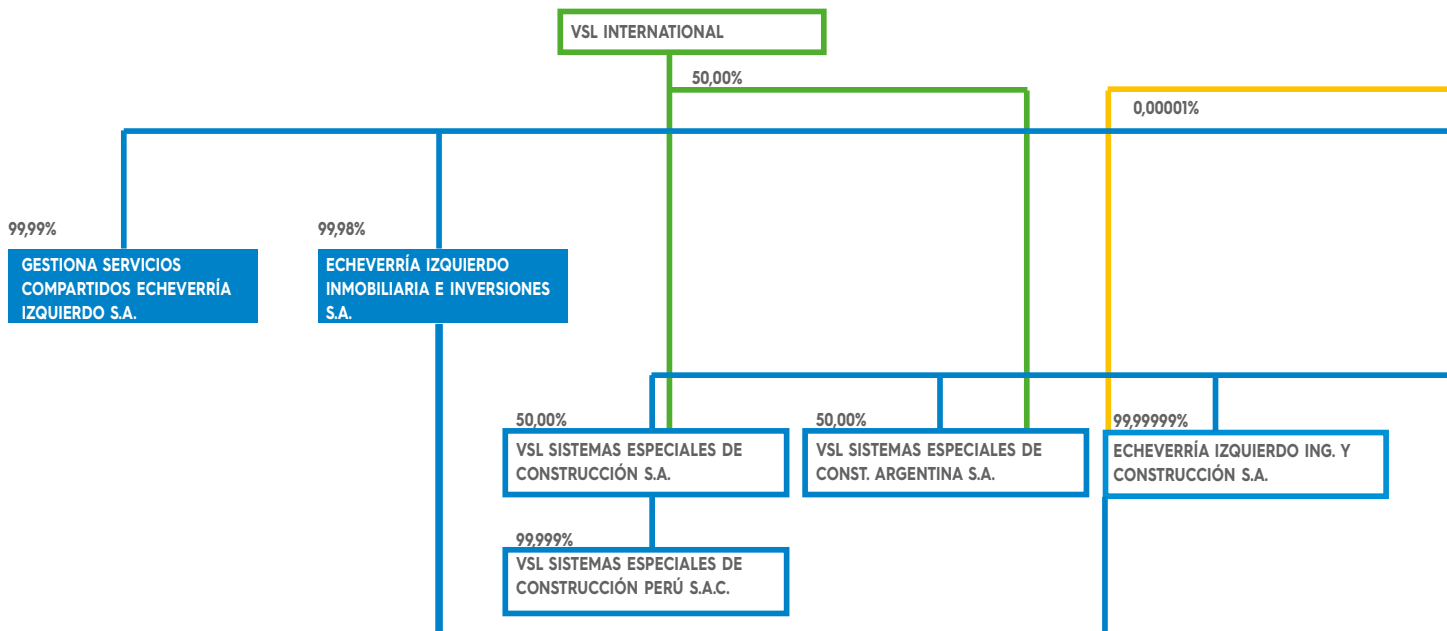 VSL INTERNATIONAL
50,00%
0,00001%
99,99%
GESTIONA SERVICIOS
COMPARTIDOS ECHEVERRÍA
IZQUIERDO S.A.
99,98%
ECHEVERRÍA IZQUIERDO
INMOBILIARIA E INVERSIONES
S.A.
50,00%
VSL SISTEMAS ESPECIALES DE
CONSTRUCCIÓN S.A.
50,00%
VSL SISTEMAS ESPECIALES DE
CONST. ARGENTINA S.A.
99,99999%
ECHEVERRÍA IZQUIERDO ING. Y
CONSTRUCCIÓN S.A.
99,999%
VSL SISTEMAS ESPECIALES DE
CONSTRUCCIÓN PERÚ S.A.C.